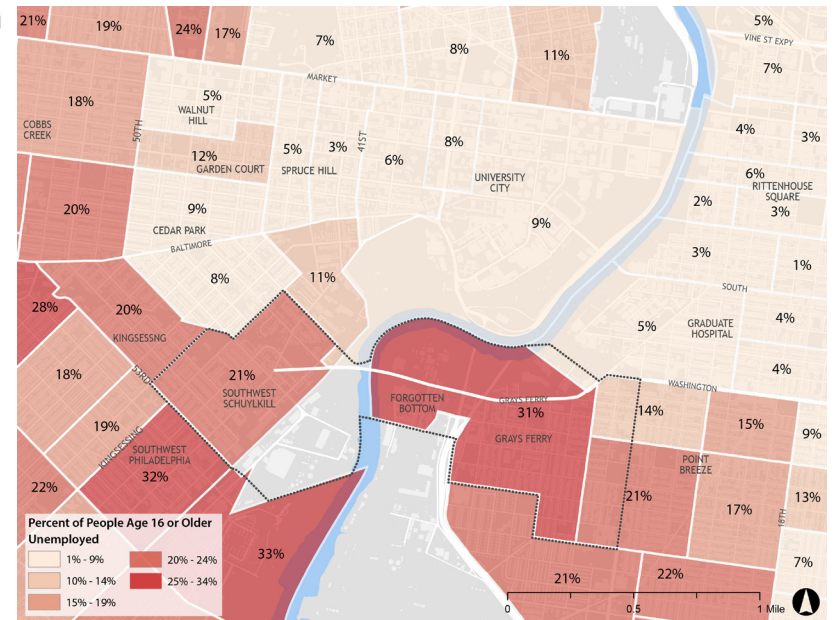 21%
19%
24%
17%
7%
8%
11%
5%
VINE ST EXPY
7%
MARKET
18%
COBBS
CREEK
50TH
5%
WALNUT
HILL
12%
GARDEN COURT
5%
3%
SPRUCE HILL
41ST
6%
8%
UNIVERSITY
CITY
9%
4%
3%
6%
RITTENHOUSE
SQUARE
2%
3%
20%
9%
CEDAR PARK
BALTIMORE
8%
11%
3%
1%
SOUTH
28%
20%
KINGSESSNG
5%
GRADUATE
HOSPITAL
4%
4%
18%
53RD
21%
SOUTHWEST
SCHUYLKILL
FORGOTTEN
BOTTOM
GRAYS FERRY
31%
GRAYS FERRY
WASHINGTON
14%
15%
9%
19%
KINGSESSING
SOUTHWEST
PHILADELPHIA
32%
22%
POINT
BREEZE
21%
17%
18TH
13%
7%
33%
21%
22%
Percent of People Age 16 or Older
Unemployed
1% - 9%
10% - 14%
15% - 19%
20% - 24%
25% - 34%
0
0.5
1 Mile